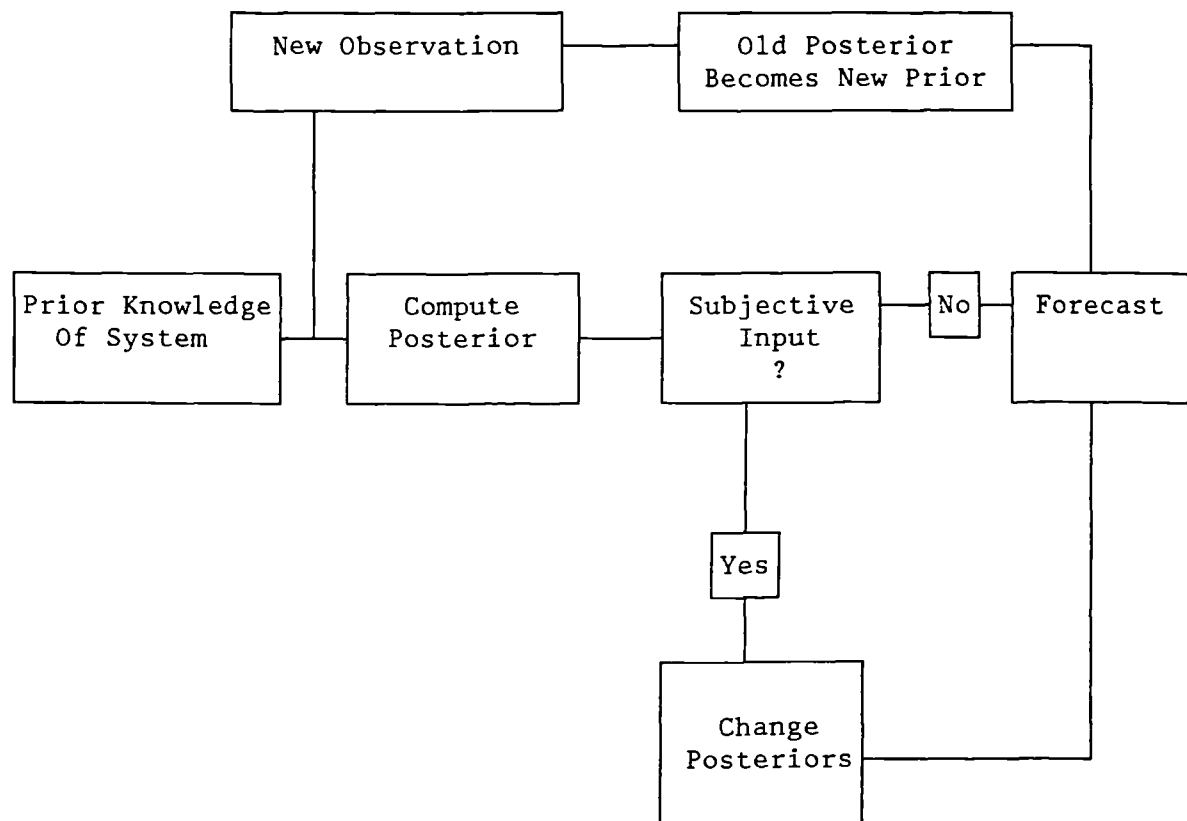 New Observation
Old Posterior
Becomes New Prior
Prior Knowledge
Of System
Compute
Posterior
Subjective
Input
?
No
Forecast
Yes
Change
Posteriors